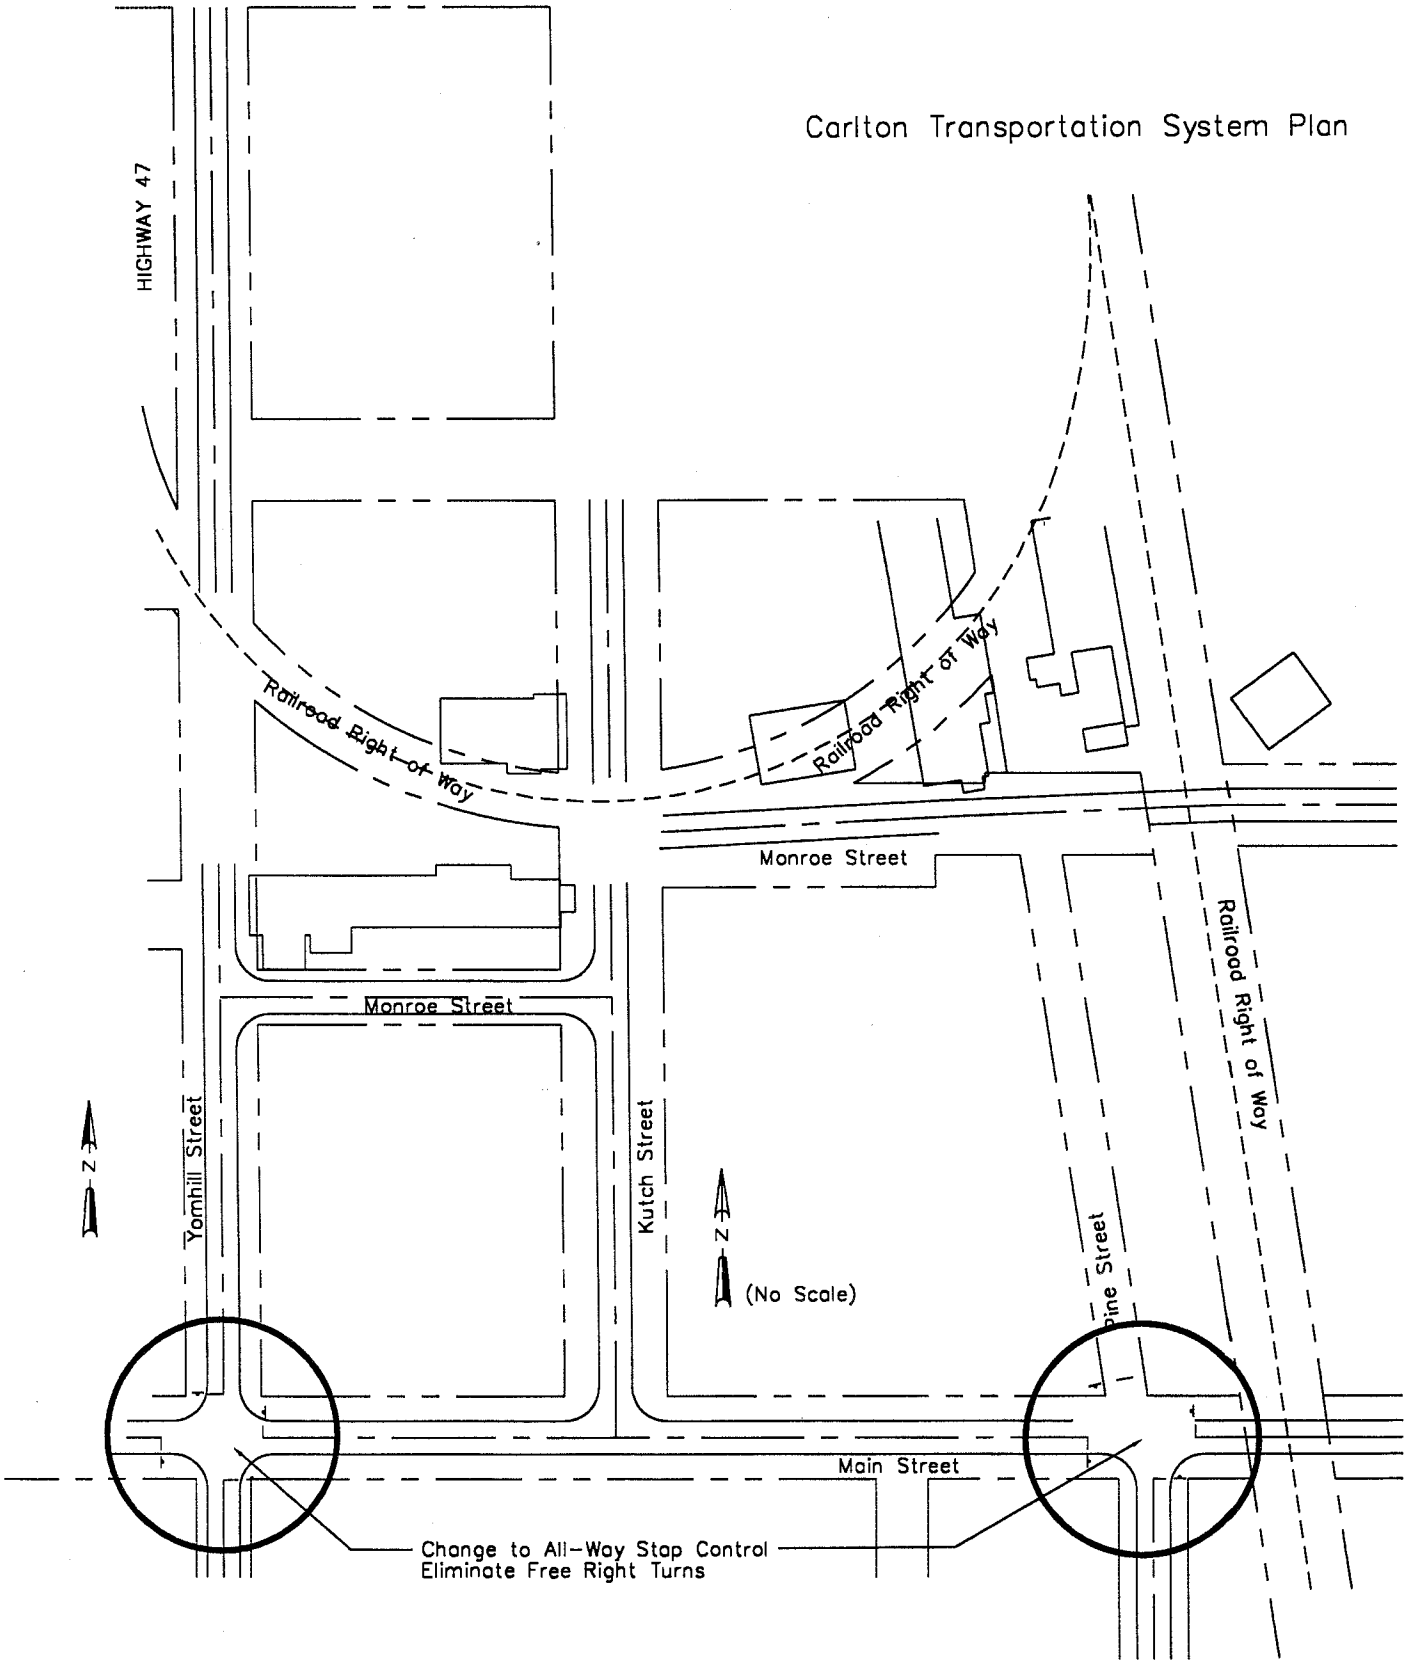 Carlton Transportation System Plan
HIGHWAY 47
Railroad Right of Way
Railroad Right of Way
Monroe Street
Railroad Right of Way
Monroe Street
Yamhill Street
Kutch Street
N
N
(No Scale)
Pine Street
Main Street
Change to All-Way Stop Control
Eliminate Free Right Turns